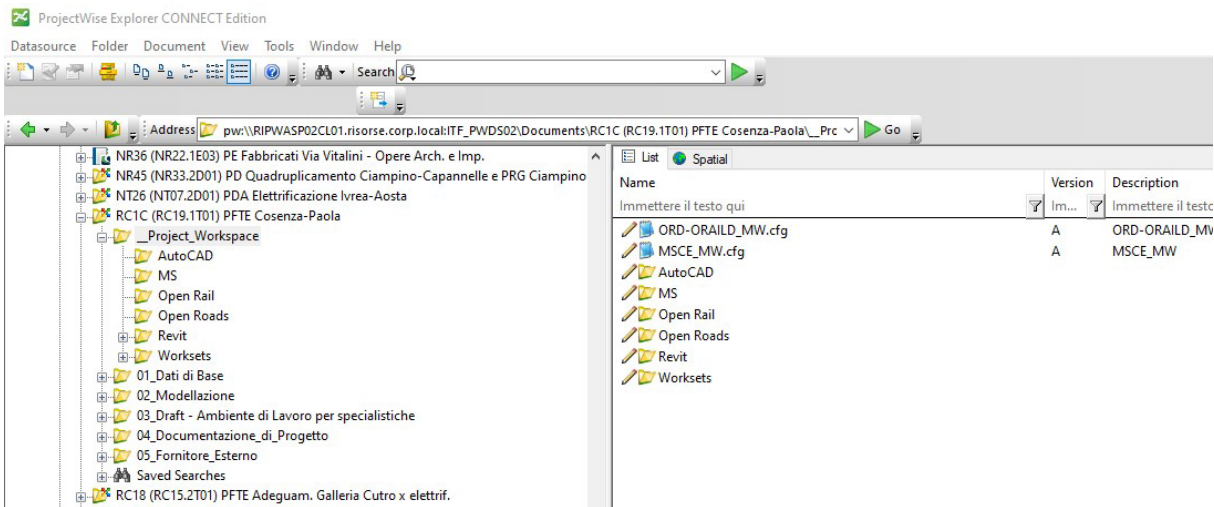 ProjectWise Explorer CONNECT Edition
Datasource Folder Document View Tools Window Help
Search
Address pw:\\RIPWASP02CL01.risorse.corp.local:ITF_PWDS02\Documents\RC1C (RC19.1T01) PFTE Cosenza-Paola\__Prc Go
NR36 (NR22.1E03) PE Fabbricati Via Vitalini - Opere Arch. e Imp.
NR45 (NR33.2D01) PD Quadruplicamento Ciampino-Capannelle e PRG Ciampino
NT26 (NT07.2D01) PDA Elettrificazione Ivrea-Aosta
RC1C (RC19.1T01) PFTE Cosenza-Paola
__Project_Workspace
AutoCAD
MS
Open Rail
Open Roads
Revit
Worksets
01_Dati di Base
02_Modellazione
03_Draft - Ambiente di Lavoro per specialistiche
04_Documentazione_di_Progetto
05_Fornitore_Esterno
Saved Searches
RC18 (RC15.2T01) PFTE Adeguam. Galleria Cutro x elettrif.
List Spatial
Name Version Description
Immettere il testo qui Im... Immettere il testo
ORD-ORAILD_MW.cfg A ORD-ORAILD_MW
MSCE_MW.cfg A MSCE_MW
AutoCAD
MS
Open Rail
Open Roads
Revit
Worksets